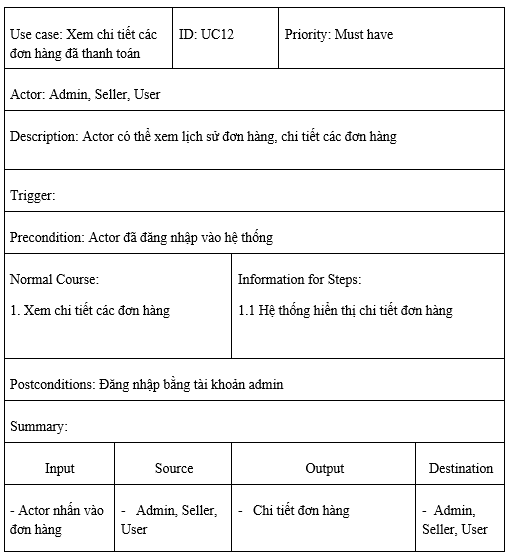 Use case: Xem chi tiết các
đơn hàng đã thanh toán
ID: UC12
Priority: Must have
Actor: Admin, Seller, User
Description: Actor có thể xem lịch sử đơn hàng, chi tiết các đơn hàng
Trigger:
Precondition: Actor đã đăng nhập vào hệ thống
Normal Course:
1. Xem chi tiết các đơn hàng
Information for Steps:
1.1 Hệ thống hiển thị chi tiết đơn hàng
Postconditions: Đăng nhập bằng tài khoản admin
Summary:
Input
Source
Output
Destination
- Actor nhấn vào
đơn hàng
- Admin, Seller,
User
- Chi tiết đơn hàng
- Admin,
Seller, User